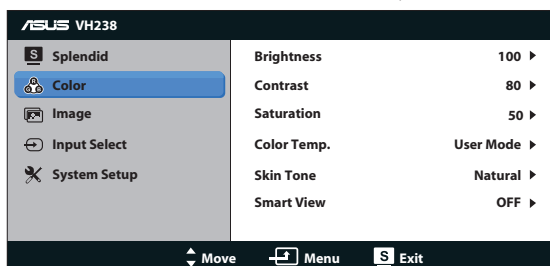 ASUS VH238
S Splendid
Color
Image
Input Select
System Setup
Brightness 100
Contrast 80
Saturation 50
Color Temp. User Mode
Skin Tone Natural
Smart View OFF
Move Menu S Exit